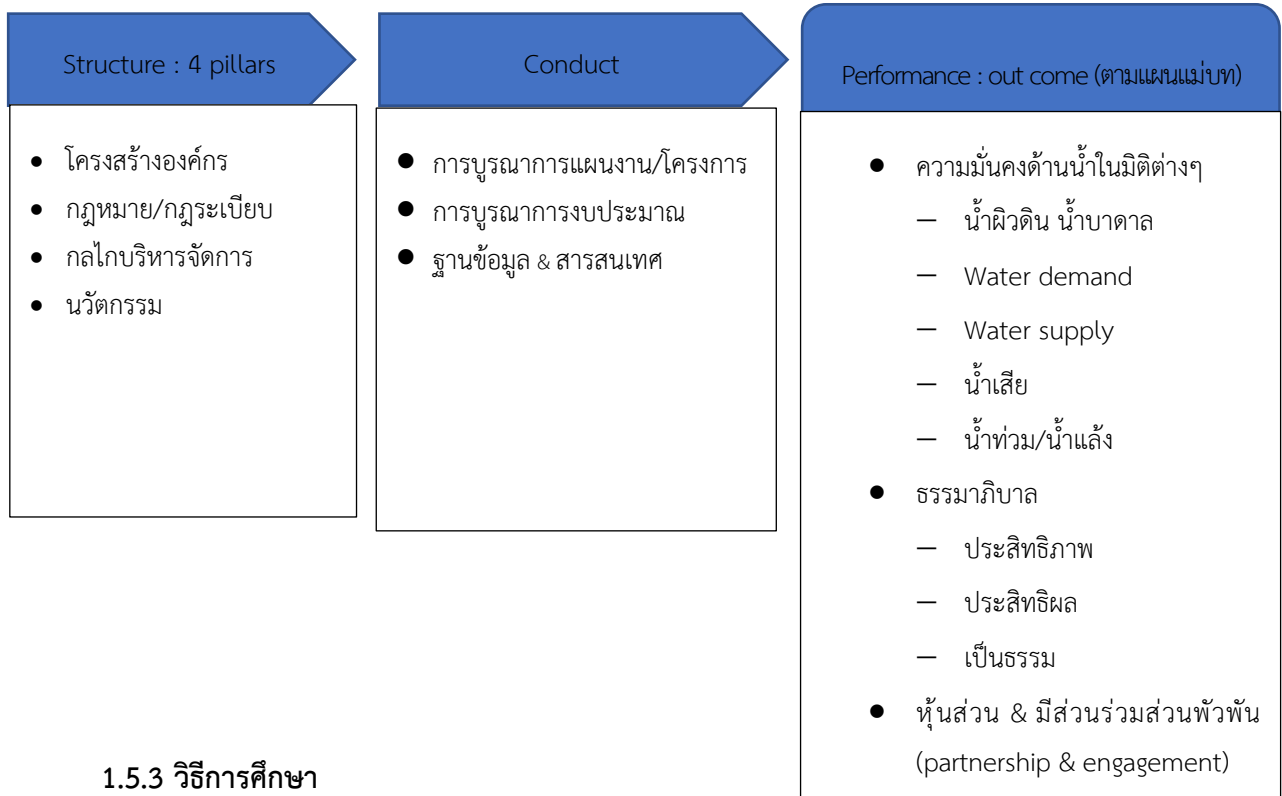 Structure : 4 pillars
• โครงสร้างองค์กร
• กฎหมาย/กฎระเบียบ
• กลไกบริหารจัดการ
• นวัตกรรม
Conduct
● การบูรณาการแผนงาน/โครงการ
● การบูรณาการงบประมาณ
● ฐานข้อมูล & สารสนเทศ
Performance : out come (ตามแผนแม่บท)
● ความมั่นคงด้านน้ำในมิติต่างๆ
— น้ำผิวดิน น้ำบาดาล
— Water demand
— Water supply
— น้ำเสีย
— น้ำท่วม/น้ำแล้ง
● ธรรมาภิบาล
— ประสิทธิภาพ
— ประสิทธิผล
— เป็นธรรม
● หุ้นส่วน & มีส่วนร่วมส่วนพัวพัน
(partnership & engagement)
1.5.3 วิธีการศึกษา